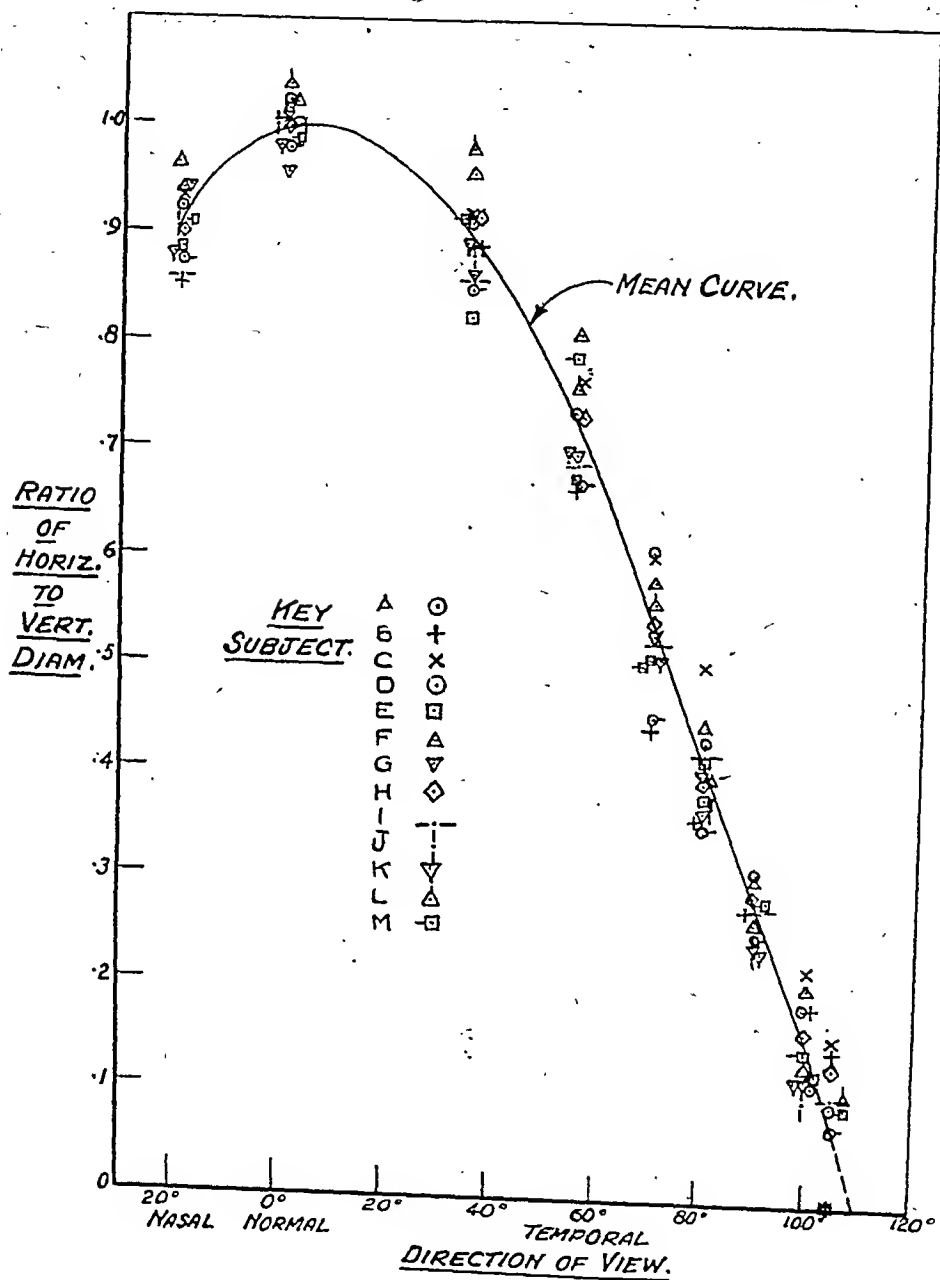 1.0
.9
.8
.7
.6
.5
.4
.3
.2
.1
0
RATIO
OF
HORIZ.
TO
VERT.
DIAM.
MEAN CURVE.
KEY
SUBJECT.
A
B
C
D
E
F
G
H
I
J
K
L
M
20° 0° 20° 40° 60° 80° 100° 120°
NASAL NORMAL
TEMPORAL
DIRECTION OF VIEW.